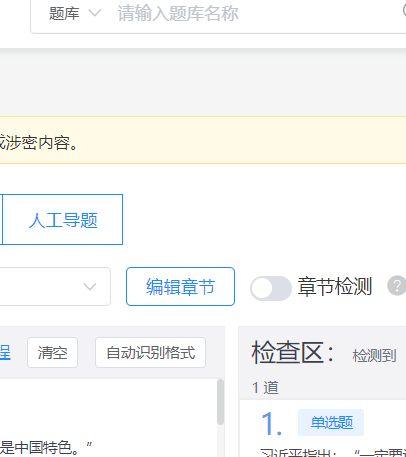 题库
请输入题库名称
涉密内容。
人工导题
编辑章节
章节检测
?
程
清空
自动识别格式
检查区：
检测到
1 道
是中国特色。”
1.
单选题
习近平指出：“一定要